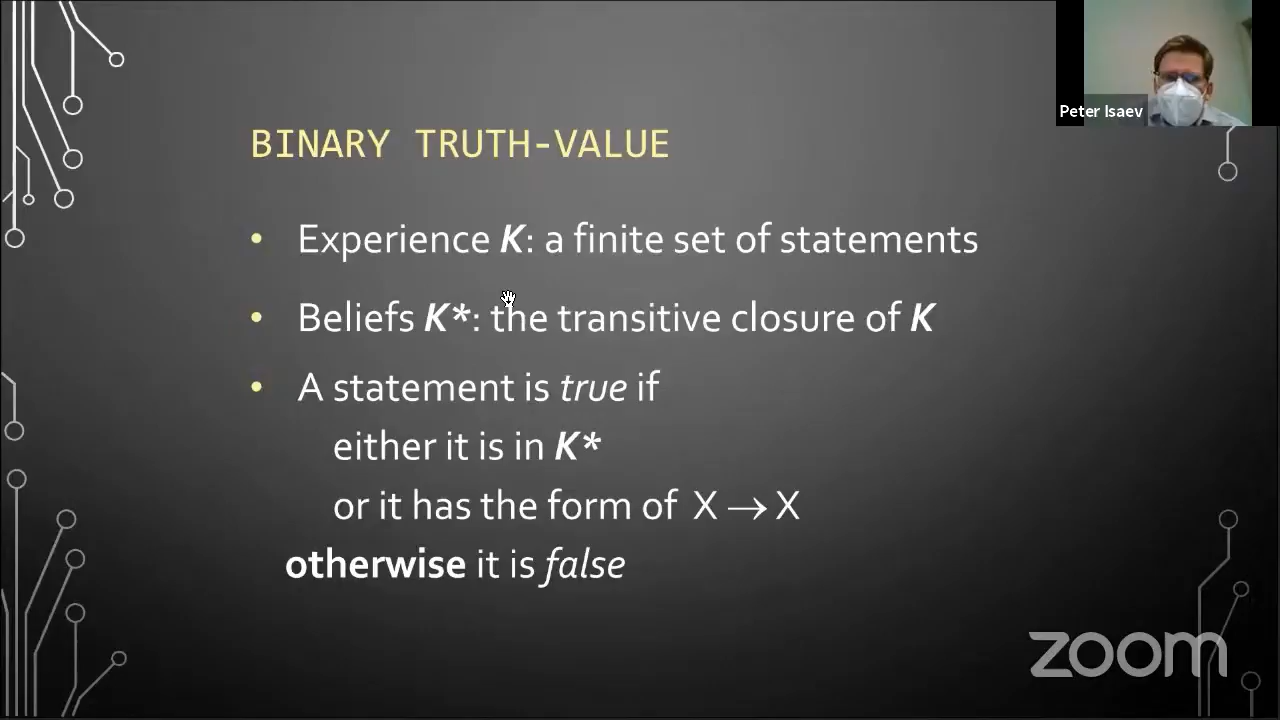 Peter Isaev
BINARY TRUTH-VALUE
• Experience K: a finite set of statements
• Beliefs K*: the transitive closure of K
• A statement is true if
either it is in K*
or it has the form of X → X
otherwise it is false
zoom